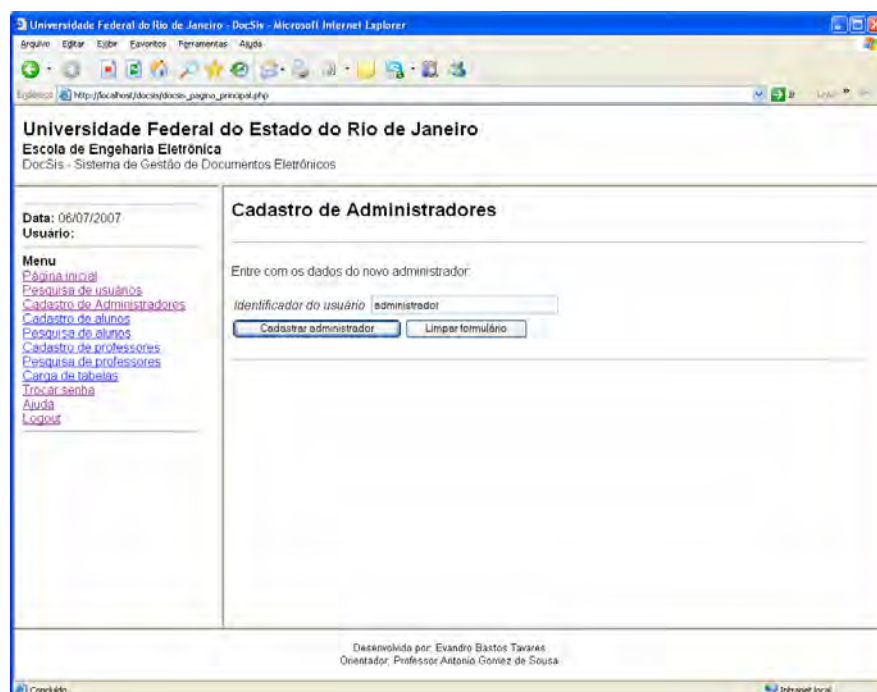 Universidade Federal do Rio de Janeiro - DocSis - Microsoft Internet Explorer
Arquivo Editar Exibir Favoritos Ferramentas Ajuda
Endereço http://localhost/docsis/docsis_pagina_principal.php
Universidade Federal do Estado do Rio de Janeiro
Escola de Engeharia Eletrônica
DocSis - Sistema de Gestão de Documentos Eletrônicos
Data: 06/07/2007
Usuário:
Menu
Página inicial
Pesquisa de usuários
Cadastro de Administradores
Cadastro de alunos
Pesquisa de alunos
Cadastro de professores
Pesquisa de professores
Carga de tabelas
Trocar senha
Ajuda
Logout
Cadastro de Administradores
Entre com os dados do novo administrador:
Identificador do usuário administrador
Cadastrar administrador Limpar formulário
Desenvolvido por: Evandro Bastos Tavares
Orientador: Professor Antonio Gomez de Sousa
Concluído Intranet local